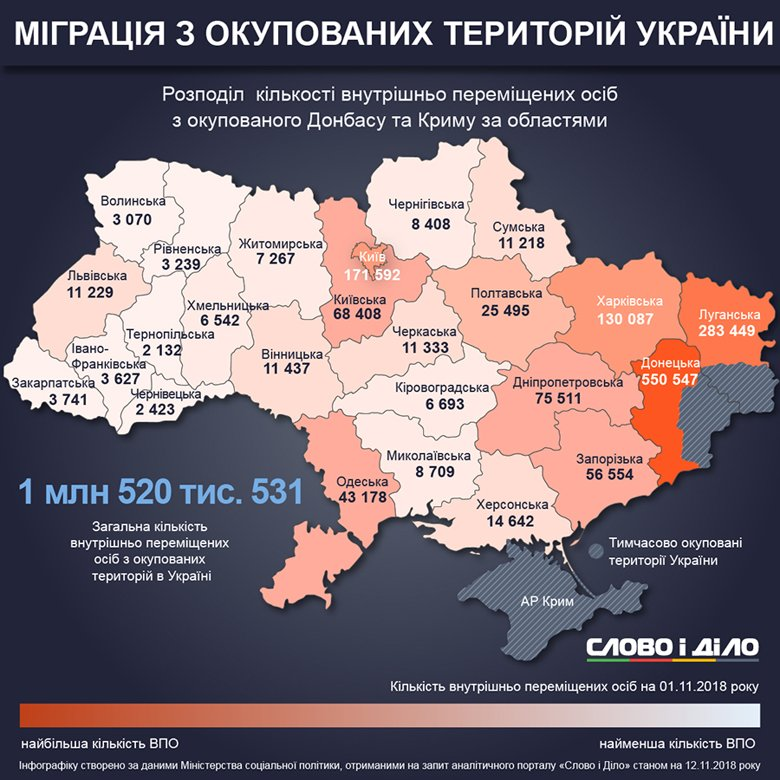 МІГРАЦІЯ З ОКУПОВАНИХ ТЕРИТОРІЙ УКРАЇНИ
Розподіл кількості внутрішньо переміщених осіб
з окупованого Донбасу та Криму за областями
Волинська
3 070
Рівненська
3 239
Житомирська
7 267
Київ
171 592
Київська
68 408
Чернігівська
8 408
Сумська
11 218
Львівська
11 229
Тернопільська
2 132
Хмельницька
6 542
Вінницька
11 437
Черкаська
11 333
Полтавська
25 495
Харківська
130 087
Луганська
283 449
Івано-
Франківська
3 627
Закарпатська
3 741
Чернівецька
2 423
Кіровоградська
6 693
Дніпропетровська
75 511
Донецька
550 547
Одеська
43 178
Миколаївська
8 709
Запорізька
56 554
Херсонська
14 642
АР Крим
1 млн 520 тис. 531
Загальна кількість
внутрішньо переміщених
осіб з окупованих
територій в Україні
Тимчасово окуповані
території України
СЛОВО і ДІЛО
Кількість внутрішньо переміщених осіб на 01.11.2018 року
найбільша кількість ВПО
найменша кількість ВПО
Інфографіку створено за даними Міністерства соціальної політики, отриманими на запит аналітичного порталу «Слово і Діло» станом на 12.11.2018 року